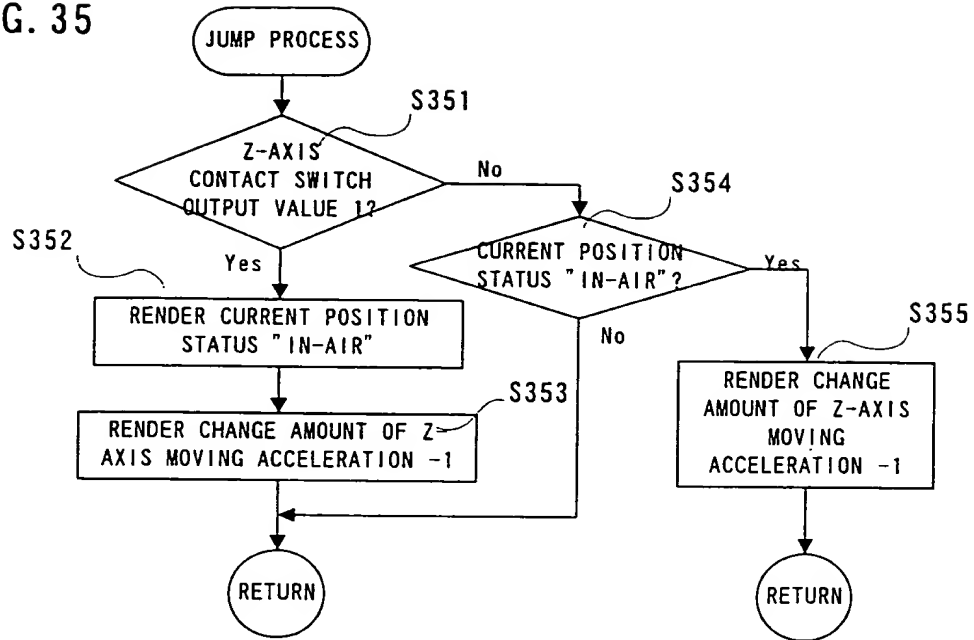 G. 35
JUMP PROCESS
S351
Z-AXIS
CONTACT SWITCH
OUTPUT VALUE 1?
No
S354
CURRENT POSITION
STATUS "IN-AIR"?
S352
Yes
Yes
RENDER CURRENT POSITION
STATUS "IN-AIR"
No
S355
S353
RENDER CHANGE
AMOUNT OF Z-AXIS
MOVING
ACCELERATION -1
RENDER CHANGE AMOUNT OF Z-
AXIS MOVING ACCELERATION -1
RETURN
RETURN